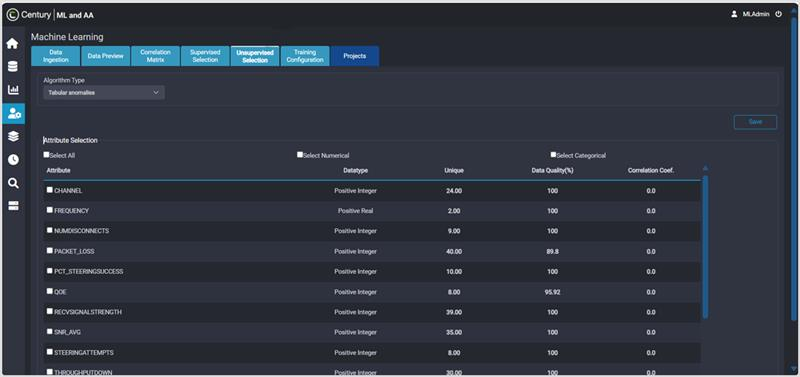 Century | ML and AA
MLAdmin
Machine Learning
Data Ingestion
Data Preview
Correlation Matrix
Supervised Selection
Unsupervised Selection
Training Configuration
Projects
Algorithm Type
Tabular anomalies
Save
Attribute Selection
Select All Select Numerical Select Categorical
Attribute Datatype Unique Data Quality(%) Correlation Coef.
CHANNEL Positive Integer 24.00 100 0.0
FREQUENCY Positive Real 2.00 100 0.0
NUMDISCONNECTS Positive Integer 9.00 100 0.0
PACKET_LOSS Positive Integer 40.00 89.8 0.0
PCT_STEERINGSUCCESS Positive Integer 10.00 100 0.0
QOE Positive Integer 8.00 95.92 0.0
RECVSIGNALSTRENGTH Positive Integer 39.00 100 0.0
SNR_AVG Positive Integer 35.00 100 0.0
STEERINGATTEMPTS Positive Integer 8.00 100 0.0
THROUGHPUTDOWN Positive Integer 30.00 100 0.0